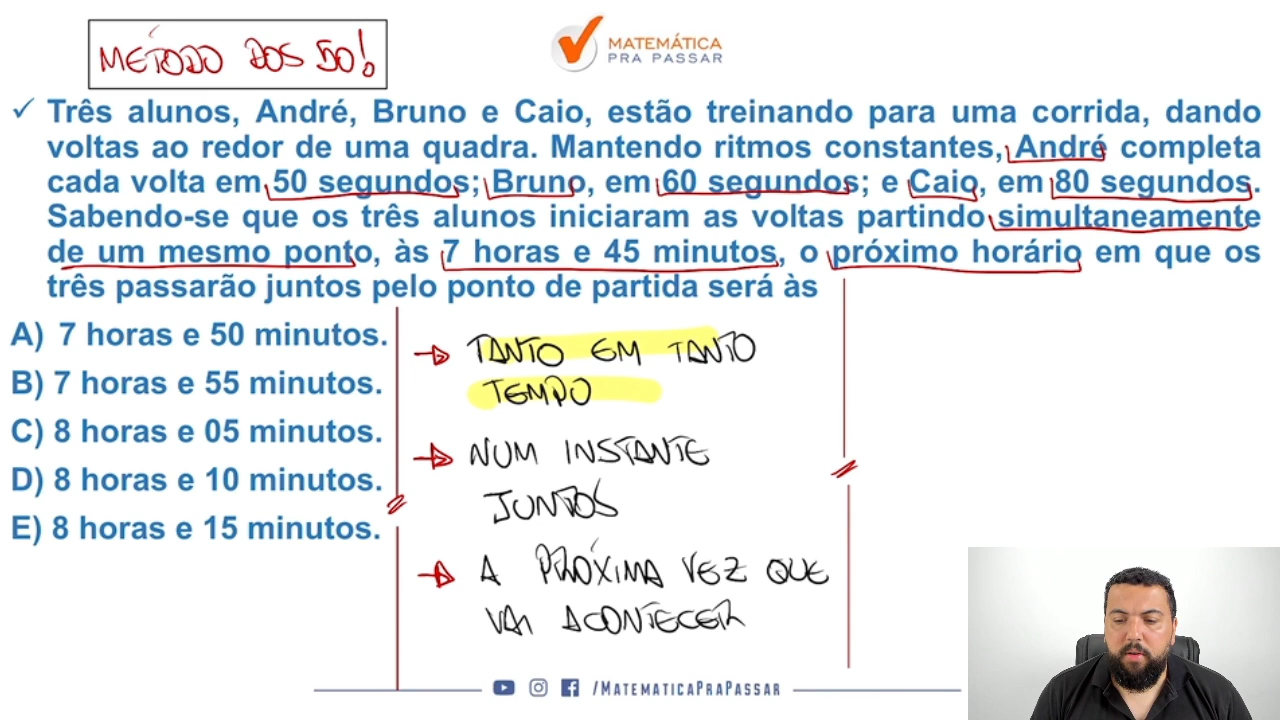 MÉTODO DOS 50!
MATEMÁTICA
PRA PASSAR
✓ Três alunos, André, Bruno e Caio, estão treinando para uma corrida, dando
voltas ao redor de uma quadra. Mantendo ritmos constantes, André completa
cada volta em 50 segundos; Bruno, em 60 segundos; e Caio, em 80 segundos.
Sabendo-se que os três alunos iniciaram as voltas partindo simultaneamente
de um mesmo ponto, às 7 horas e 45 minutos, o próximo horário em que os
três passarão juntos pelo ponto de partida será às
A) 7 horas e 50 minutos.
B) 7 horas e 55 minutos.
C) 8 horas e 05 minutos.
D) 8 horas e 10 minutos.
E) 8 horas e 15 minutos.
→ TANTO EM TANTO
TEMPO
→ NUM INSTANTE
JUNTOS
→ A PRÓXIMA VEZ QUE
VAI ACONTECER
/MATEMATICAPRAPASSAR